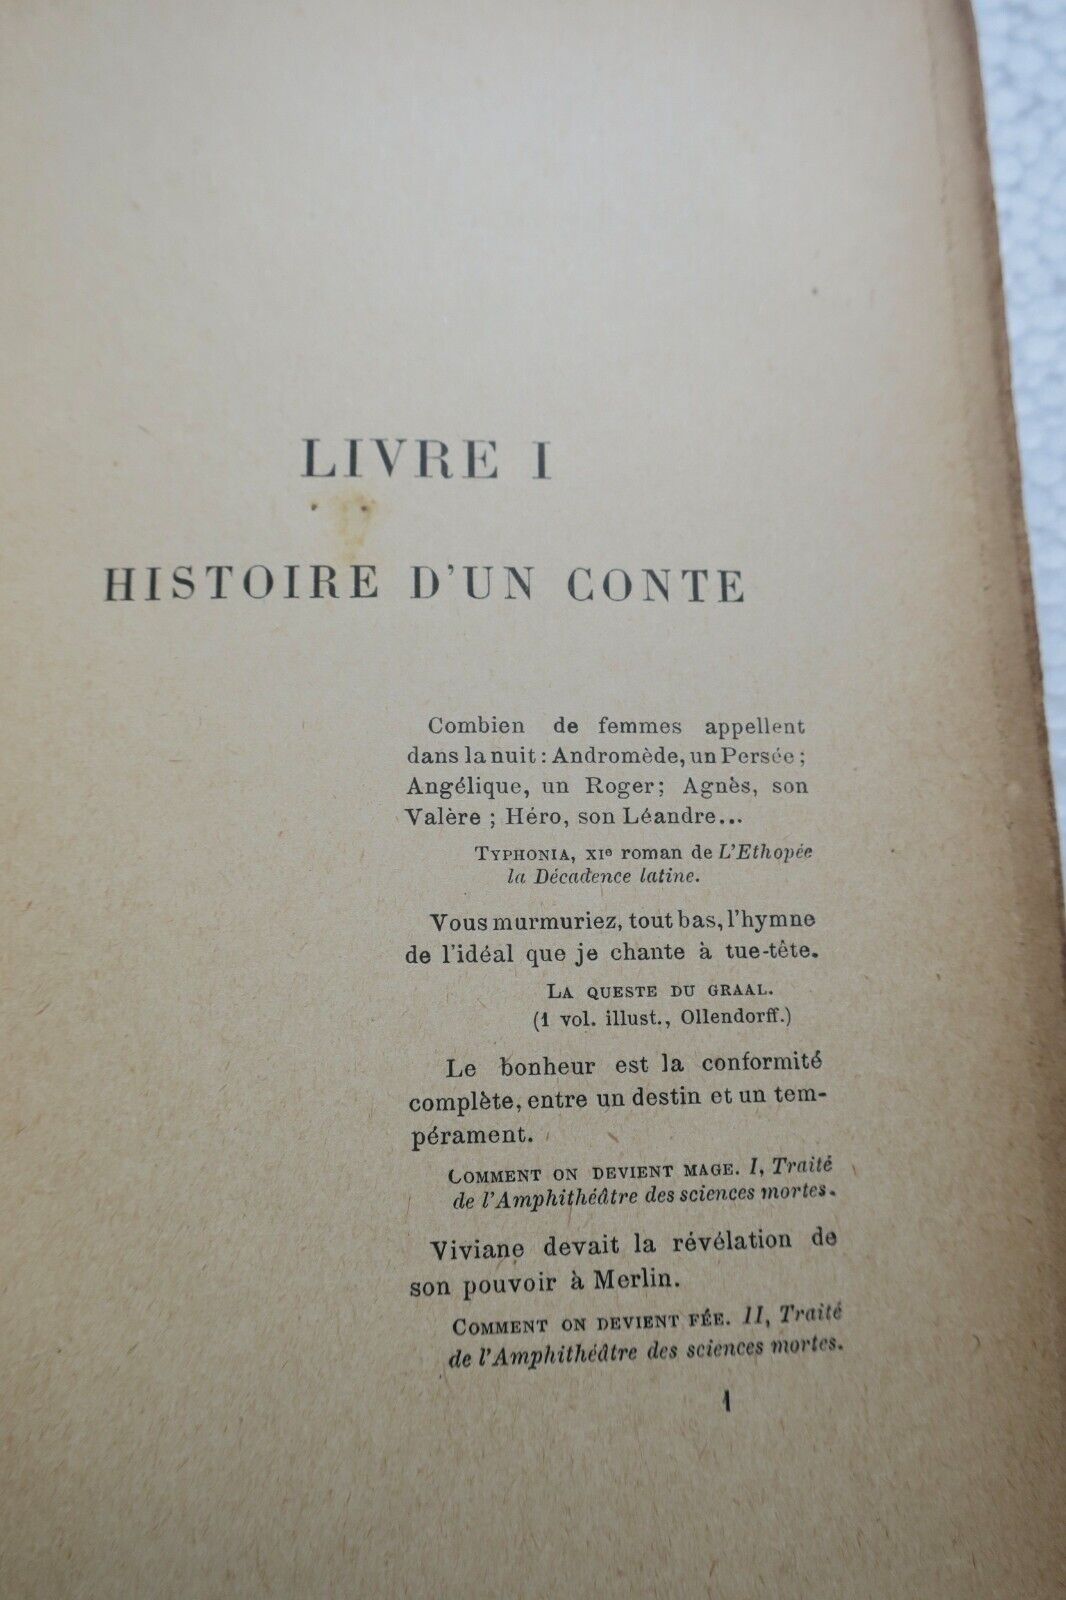 LIVRE I
HISTOIRE D'UN CONTE
Combien de femmes appellent
dans la nuit : Andromède, un Persée ;
Angélique, un Roger; Agnès, son
Valère ; Héro, son Léandre...
TYPHONIA, XIe roman de L'Ethopée
la Décadence latine.
Vous murmuriez, tout bas, l'hymne
de l'idéal que je chante à tue-tête.
LA QUESTE DU GRAAL.
(1 vol. illust., Ollendorff.)
Le bonheur est la conformité
complète, entre un destin et un tem-
pérament.
COMMENT ON DEVIENT MAGE. I, Traité
de l'Amphithéâtre des sciences mortes.
Viviane devait la révélation de
son pouvoir à Merlin.
COMMENT ON DEVIENT FÉE. II, Traité
de l'Amphithéâtre des sciences mortes.
1